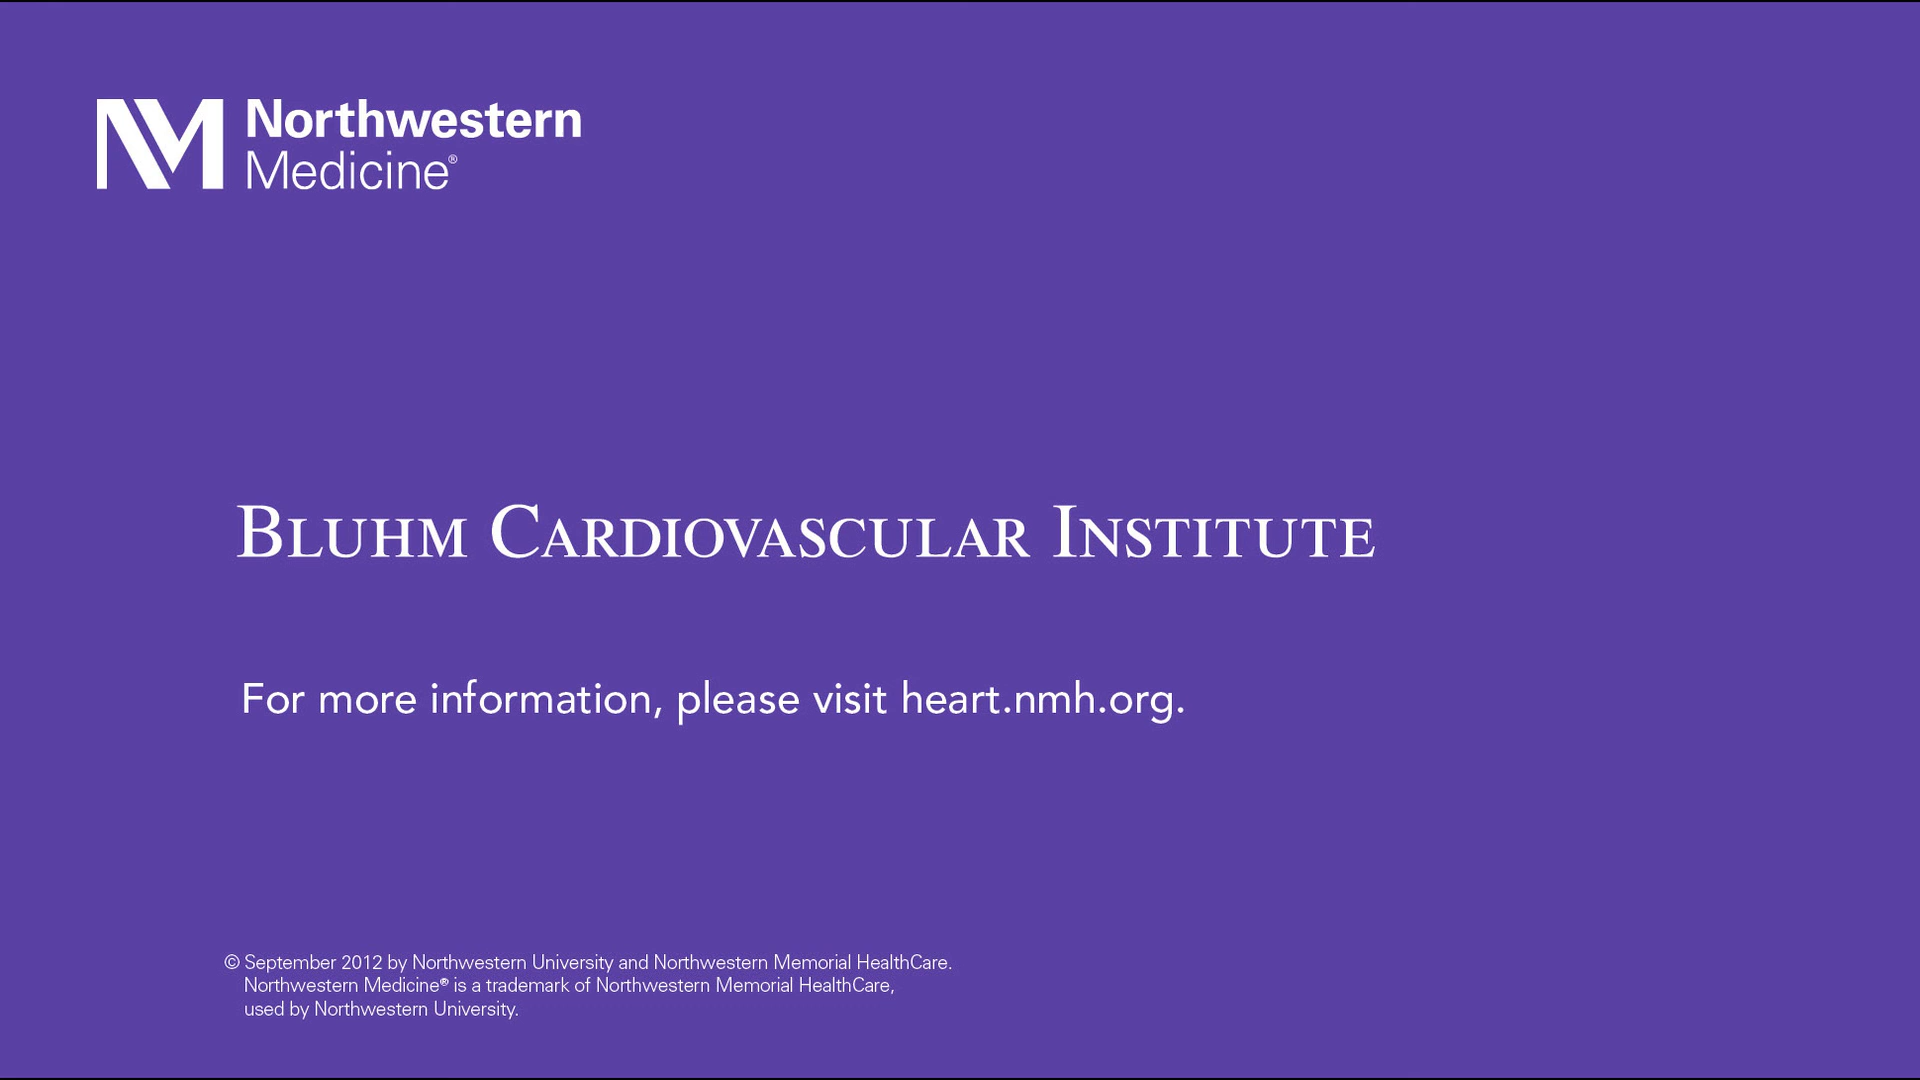 Northwestern
Medicine®
BLUHM CARDIOVASCULAR INSTITUTE
For more information, please visit heart.nmh.org.
© September 2012 by Northwestern University and Northwestern Memorial HealthCare.
Northwestern Medicine® is a trademark of Northwestern Memorial HealthCare,
used by Northwestern University.